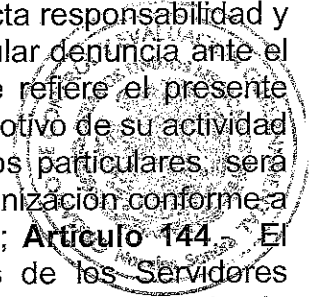 cta responsabilidad y
ular denuncia ante el
e refiere el presente
otivo de su actividad
os particulares, será
nización conforme a
; Artículo 144.- El
s de los Servidores